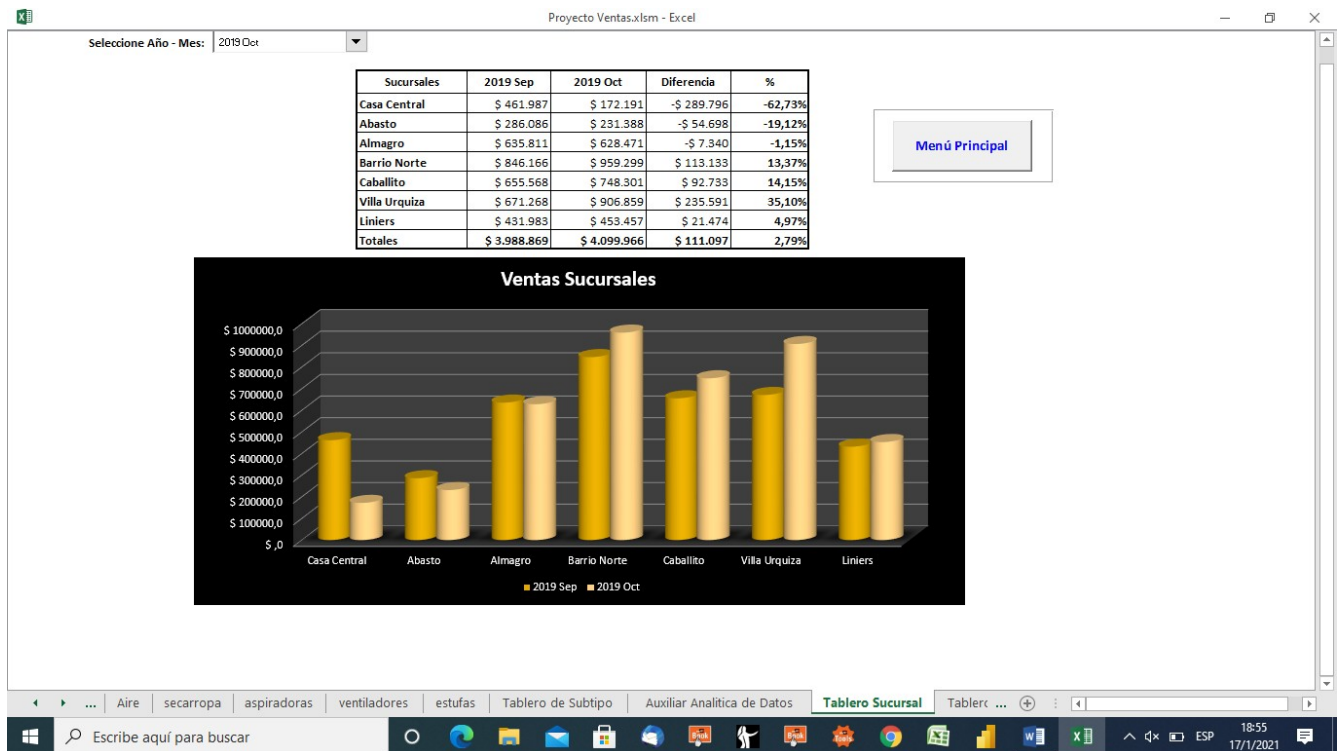 Proyecto Ventas.xlsm - Excel
Seleccione Año - Mes: 2019 Oct
Sucursales 2019 Sep 2019 Oct Diferencia %
Casa Central $ 461.987 $ 172.191 -$ 289.796 -62,73%
Abasto $ 286.086 $ 231.388 -$ 54.698 -19,12%
Almagro $ 635.811 $ 628.471 -$ 7.340 -1,15%
Barrio Norte $ 846.166 $ 959.299 $ 113.133 13,37%
Caballito $ 655.568 $ 748.301 $ 92.733 14,15%
Villa Urquiza $ 671.268 $ 906.859 $ 235.591 35,10%
Liniers $ 431.983 $ 453.457 $ 21.474 4,97%
Totales $ 3.988.869 $ 4.099.966 $ 111.097 2,79%
Menú Principal
Ventas Sucursales
$ 1000000,0
$ 900000,0
$ 800000,0
$ 700000,0
$ 600000,0
$ 500000,0
$ 400000,0
$ 300000,0
$ 200000,0
$ 100000,0
$ ,0
Casa Central Abasto Almagro Barrio Norte Caballito Villa Urquiza Liniers
2019 Sep 2019 Oct
... Aire secarropa aspiradoras ventiladores estufas Tablero de Subtipo Auxiliar Analitica de Datos Tablero Sucursal Tablerc ...
Escribe aquí para buscar
ESP
18:55
17/1/2021